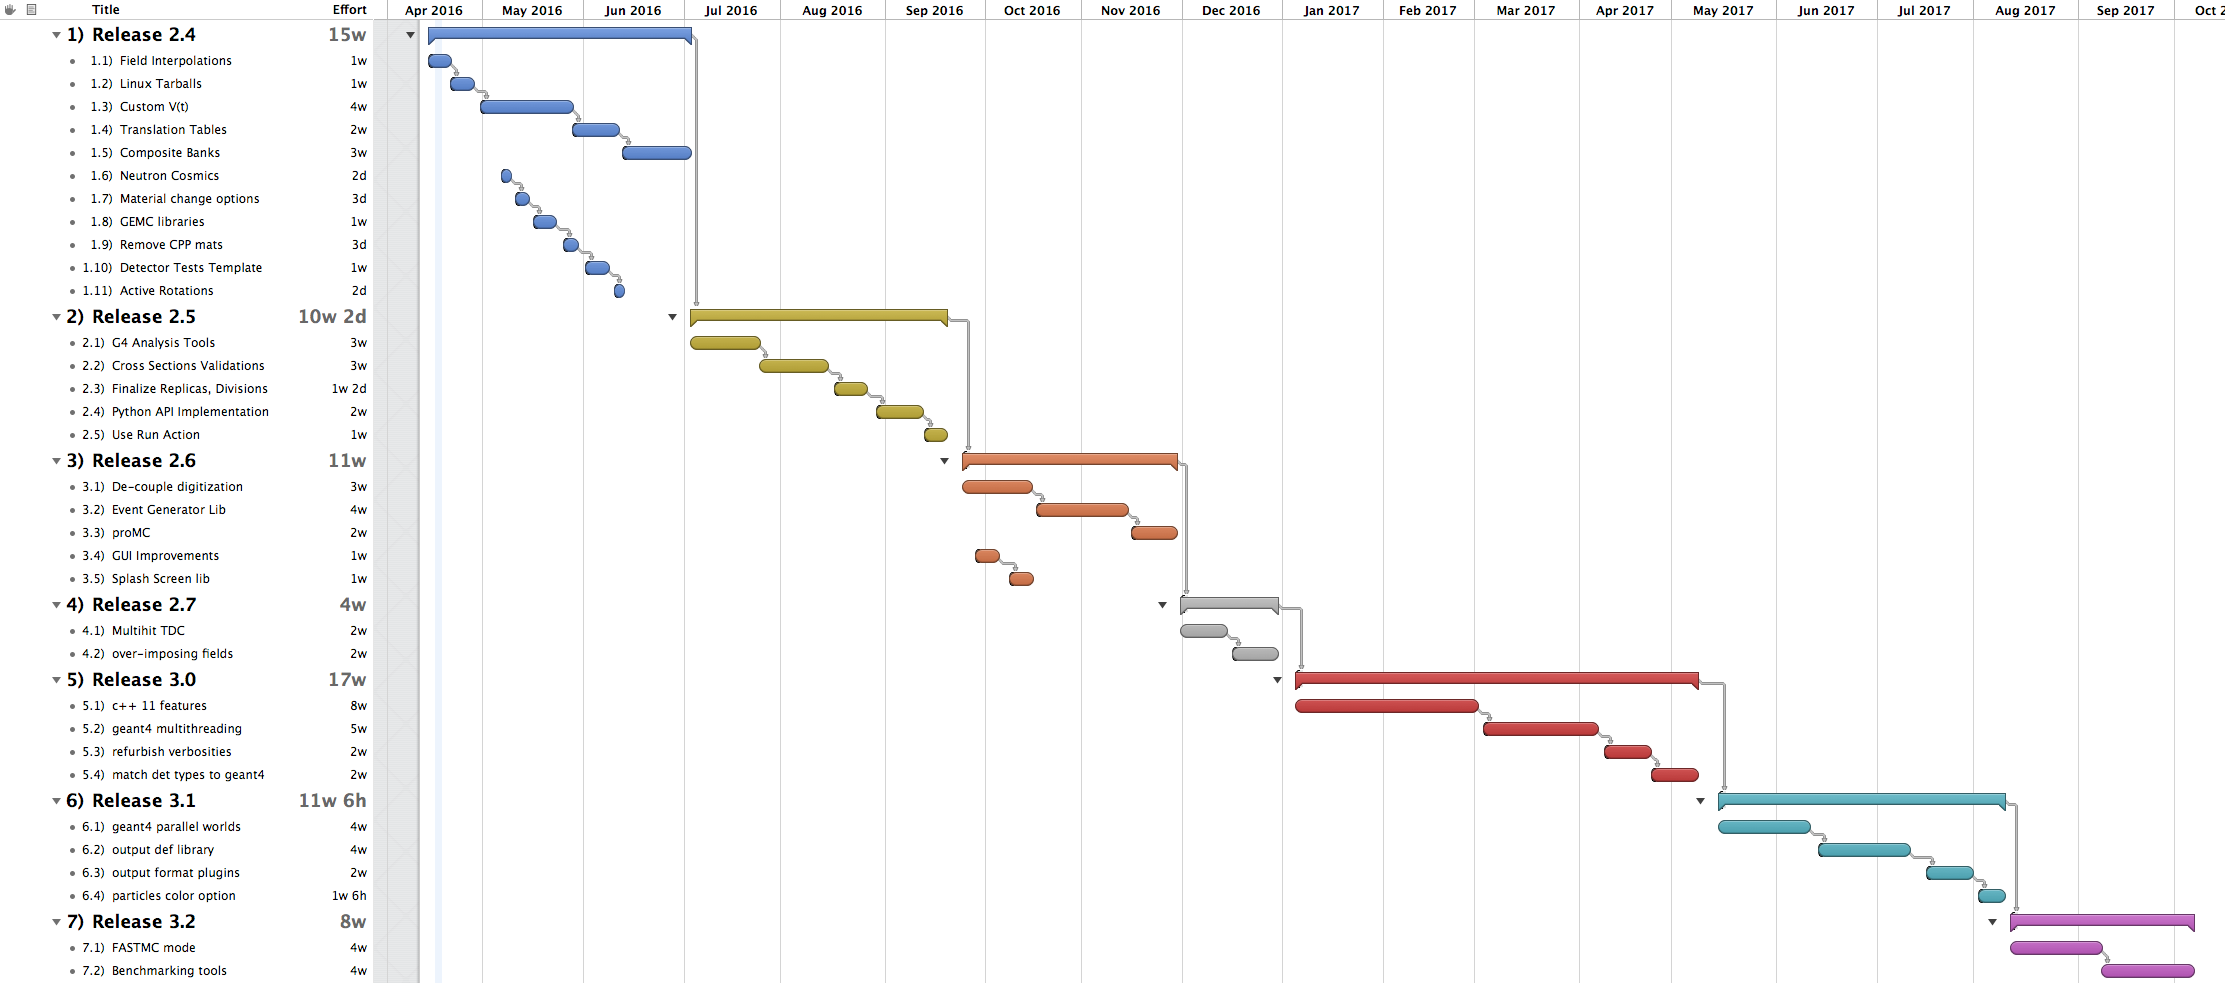 Title Effort Apr 2016 May 2016 Jun 2016 Jul 2016 Aug 2016 Sep 2016 Oct 2016 Nov 2016 Dec 2016 Jan 2017 Feb 2017 Mar 2017 Apr 2017 May 2017 Jun 2017 Jul 2017 Aug 2017 Sep 2017 Oct 2
1) Release 2.4 15w
1.1) Field Interpolations 1w
1.2) Linux Tarballs 1w
1.3) Custom V(t) 4w
1.4) Translation Tables 2w
1.5) Composite Banks 3w
1.6) Neutron Cosmics 2d
1.7) Material change options 3d
1.8) GEMC libraries 1w
1.9) Remove CPP mats 3d
1.10) Detector Tests Template 1w
1.11) Active Rotations 2d
2) Release 2.5 10w 2d
2.1) G4 Analysis Tools 3w
2.2) Cross Sections Validations 3w
2.3) Finalize Replicas, Divisions 1w 2d
2.4) Python API Implementation 2w
2.5) Use Run Action 1w
3) Release 2.6 11w
3.1) De-couple digitization 3w
3.2) Event Generator Lib 4w
3.3) proMC 2w
3.4) GUI Improvements 1w
3.5) Splash Screen lib 1w
4) Release 2.7 4w
4.1) Multihit TDC 2w
4.2) over-imposing fields 2w
5) Release 3.0 17w
5.1) c++ 11 features 8w
5.2) geant4 multithreading 5w
5.3) refurbish verbosities 2w
5.4) match det types to geant4 2w
6) Release 3.1 11w 6h
6.1) geant4 parallel worlds 4w
6.2) output def library 4w
6.3) output format plugins 2w
6.4) particles color option 1w 6h
7) Release 3.2 8w
7.1) FASTMC mode 4w
7.2) Benchmarking tools 4w